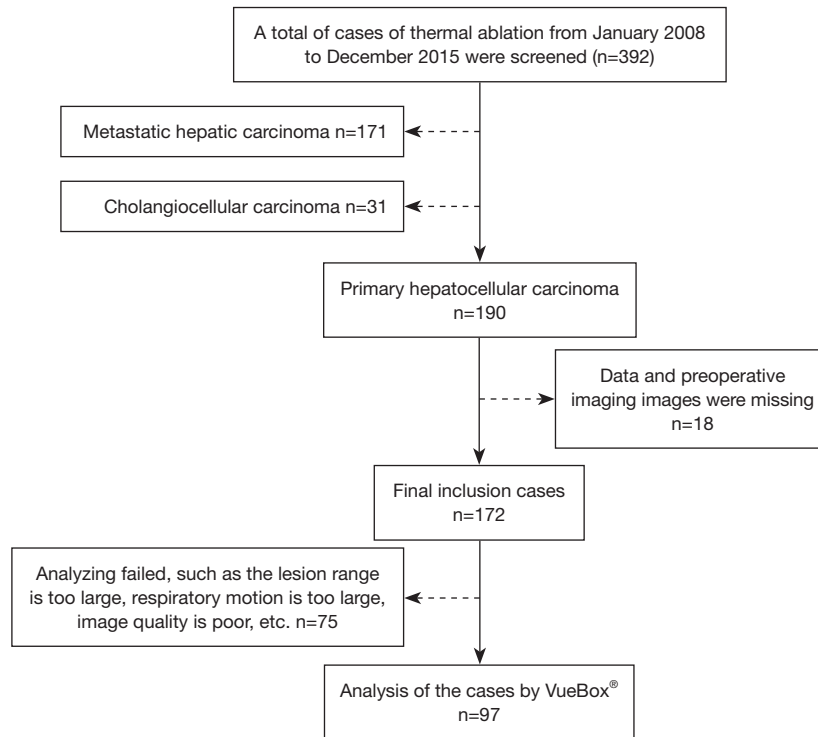 A total of cases of thermal ablation from January 2008
to December 2015 were screened (n=392)
Metastatic hepatic carcinoma n=171
Cholangiocellular carcinoma n=31
Primary hepatocellular carcinoma
n=190
Data and preoperative
imaging images were missing
n=18
Final inclusion cases
n=172
Analyzing failed, such as the lesion range
is too large, respiratory motion is too large,
image quality is poor, etc. n=75
Analysis of the cases by VueBox®
n=97